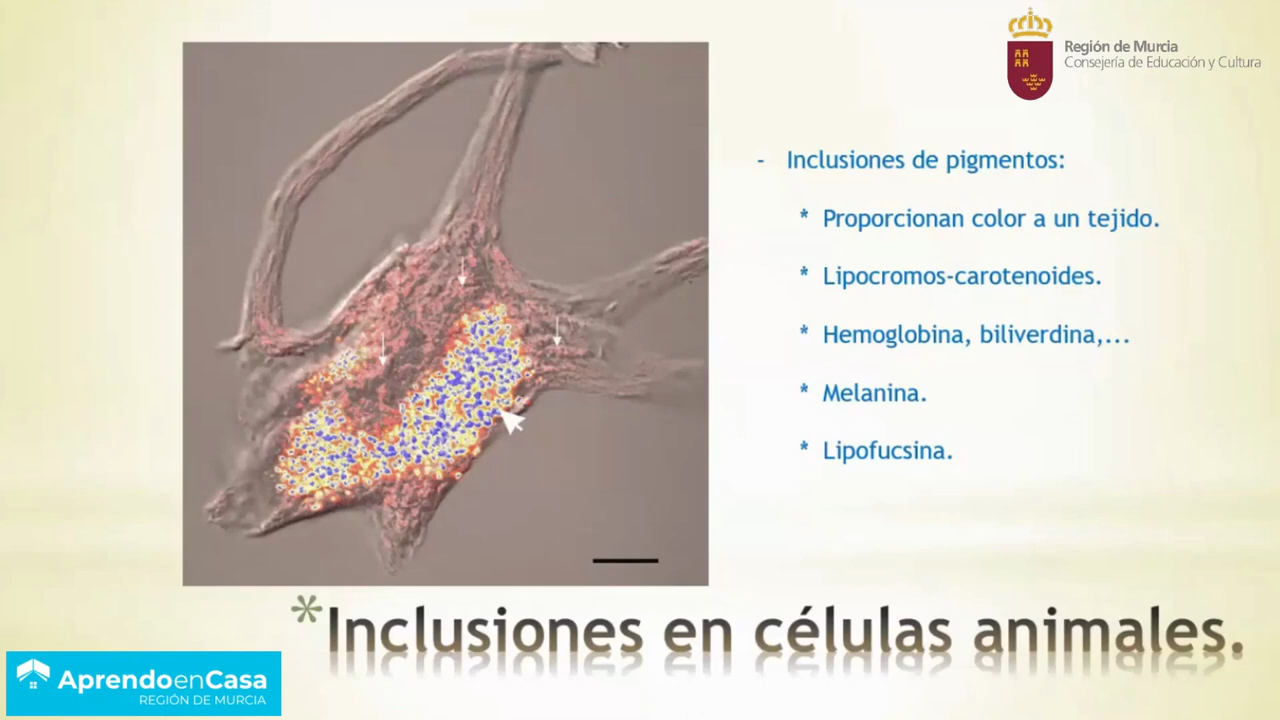 Región de Murcia
Consejería de Educación y Cultura
- Inclusiones de pigmentos:
* Proporcionan color a un tejido.
* Lipocromos-carotenoides.
* Hemoglobina, biliverdina,...
* Melanina.
* Lipofucsina.
*Inclusiones en células animales.
AprendoenCasa
REGIÓN DE MURCIA